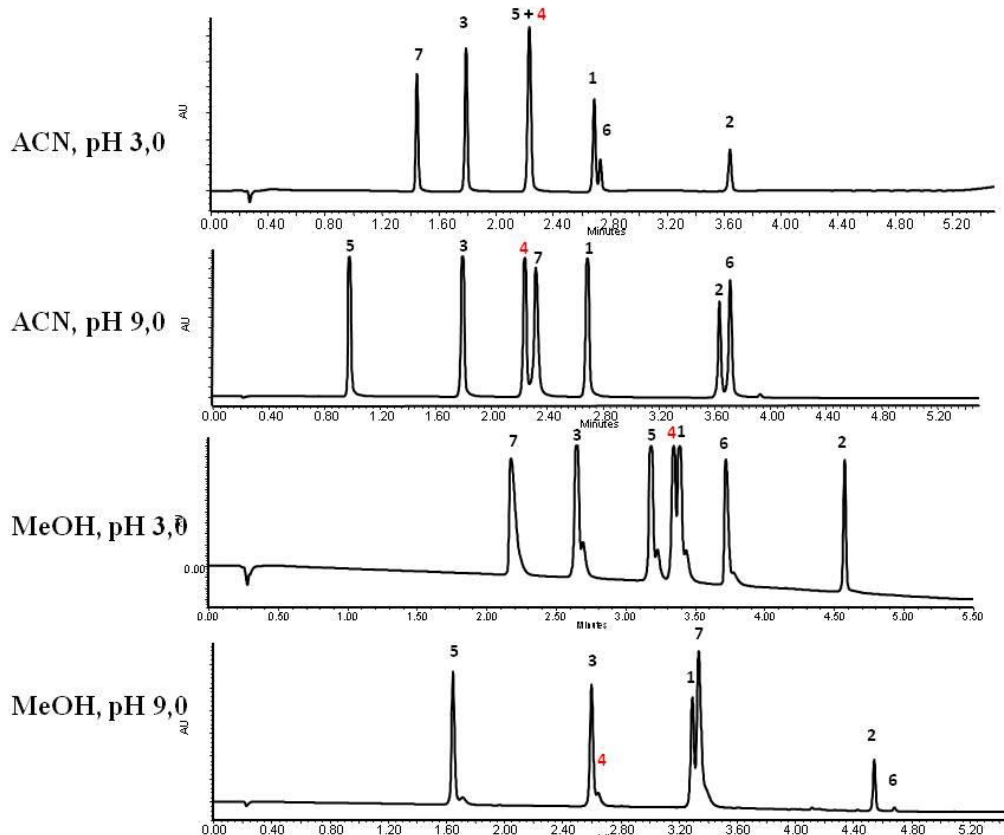 5 + 4
3
7
1
6
2
AU
ACN, pH 3,0
0.00 0.40 0.80 1.20 1.60 2.00 2.40 2.80 3.20 3.60 4.00 4.40 4.80 5.20
Minutes
5 3 4 7 1 2 6
ACN, pH 9,0
AU
0.00 0.40 0.80 1.20 1.60 2.00 2.40 2.80 3.20 3.60 4.00 4.40 4.80 5.20
Minutes
7 3 5 4 1 6 2
MeOH, pH 3,0
0.00
0.00 0.50 1.00 1.50 2.00 2.50 3.00 3.50 4.00 4.50 5.00 5.50
Minutes
5 3 4 1 7 2 6
MeOH, pH 9,0
AU
0.00 0.40 0.80 1.20 1.60 2.00 2.40 2.80 3.20 3.60 4.00 4.40 4.80 5.20